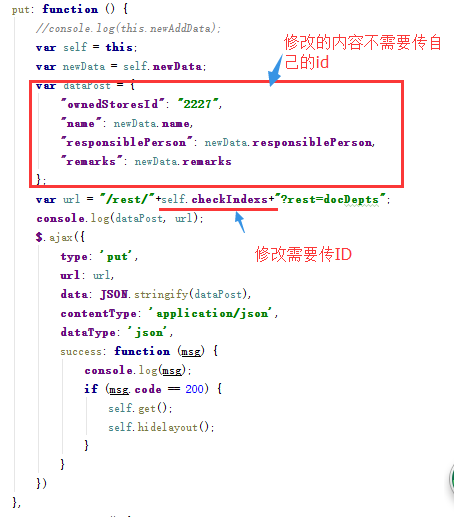 put: function () {
//console.log(this.newAddData);
var self = this;
修改的内容不需要传自
己的id
var newData = self.newData;
var dataPost = {
"ownedStoresId": "2227",
"name": newData.name,
"responsiblePerson": newData.responsiblePerson,
"remarks": newData.remarks
};
var url = "/rest/"+self.checkIndexs+"?rest=docDepts";
console.log(dataPost, url);
修改需要传ID
$.ajax({
type: 'put',
url: url,
data: JSON.stringify(dataPost),
contentType: 'application/json',
dataType: 'json',
success: function (msg) {
console.log(msg);
if (msg.code == 200) {
self.get();
self.hidelayout();
}
}
})
},